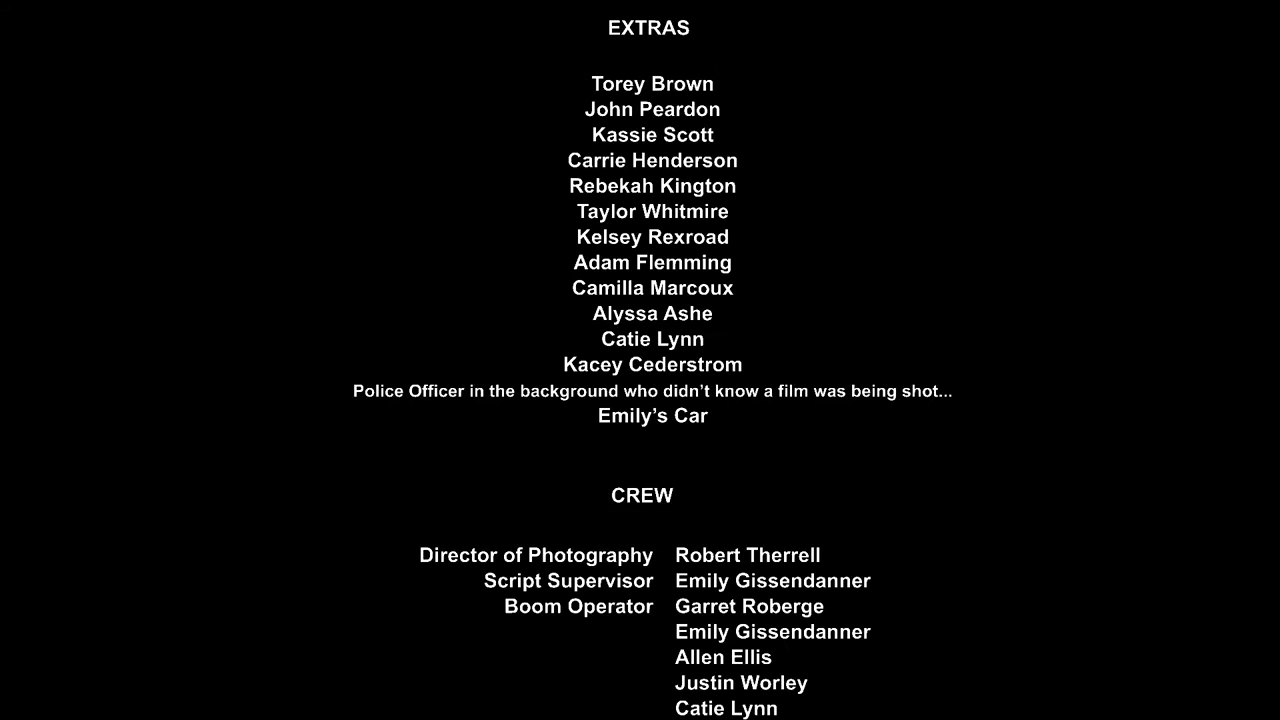 EXTRAS
Torey Brown
John Peardon
Kassie Scott
Carrie Henderson
Rebekah Kington
Taylor Whitmire
Kelsey Rexroad
Adam Flemming
Camilla Marcoux
Alyssa Ashe
Catie Lynn
Kacey Cederstrom
Police Officer in the background who didn’t know a film was being shot...
Emily’s Car
CREW
Director of Photography Robert Therrell
Script Supervisor Emily Gissendanner
Boom Operator Garret Roberge
Emily Gissendanner
Allen Ellis
Justin Worley
Catie Lynn